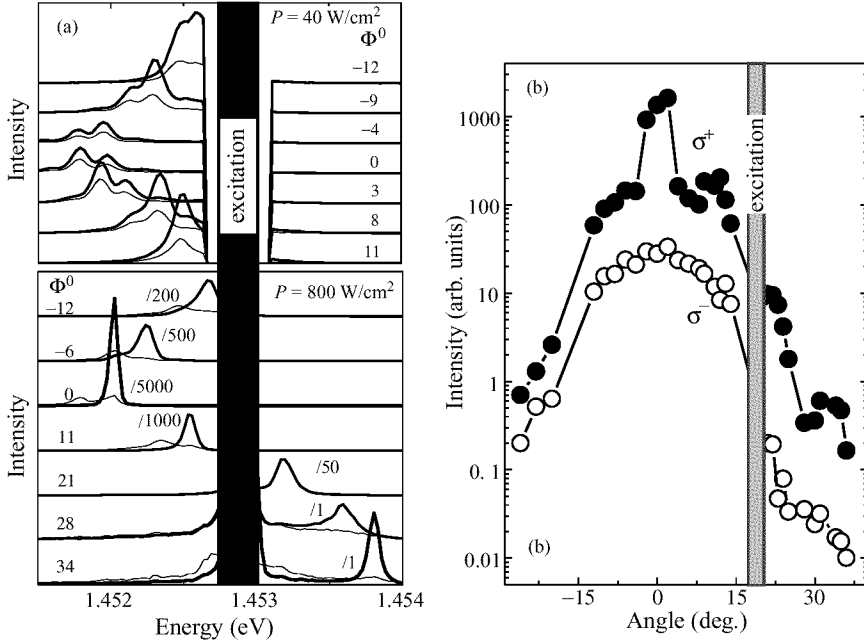 (a)
P = 40 W/cm²
Φ⁰
−12
−9
−4
0
3
8
11
Intensity
excitation
Φ⁰
P = 800 W/cm²
−12
/200
−6
/500
0
/5000
11
/1000
21
/50
28
/1
34
/1
Intensity
1.452
1.453
1.454
Energy (eV)
(b)
1000
100
10
1
0.1
0.01
Intensity (arb. units)
σ⁺
σ⁻
excitation
(b)
−15
0
15
30
Angle (deg.)